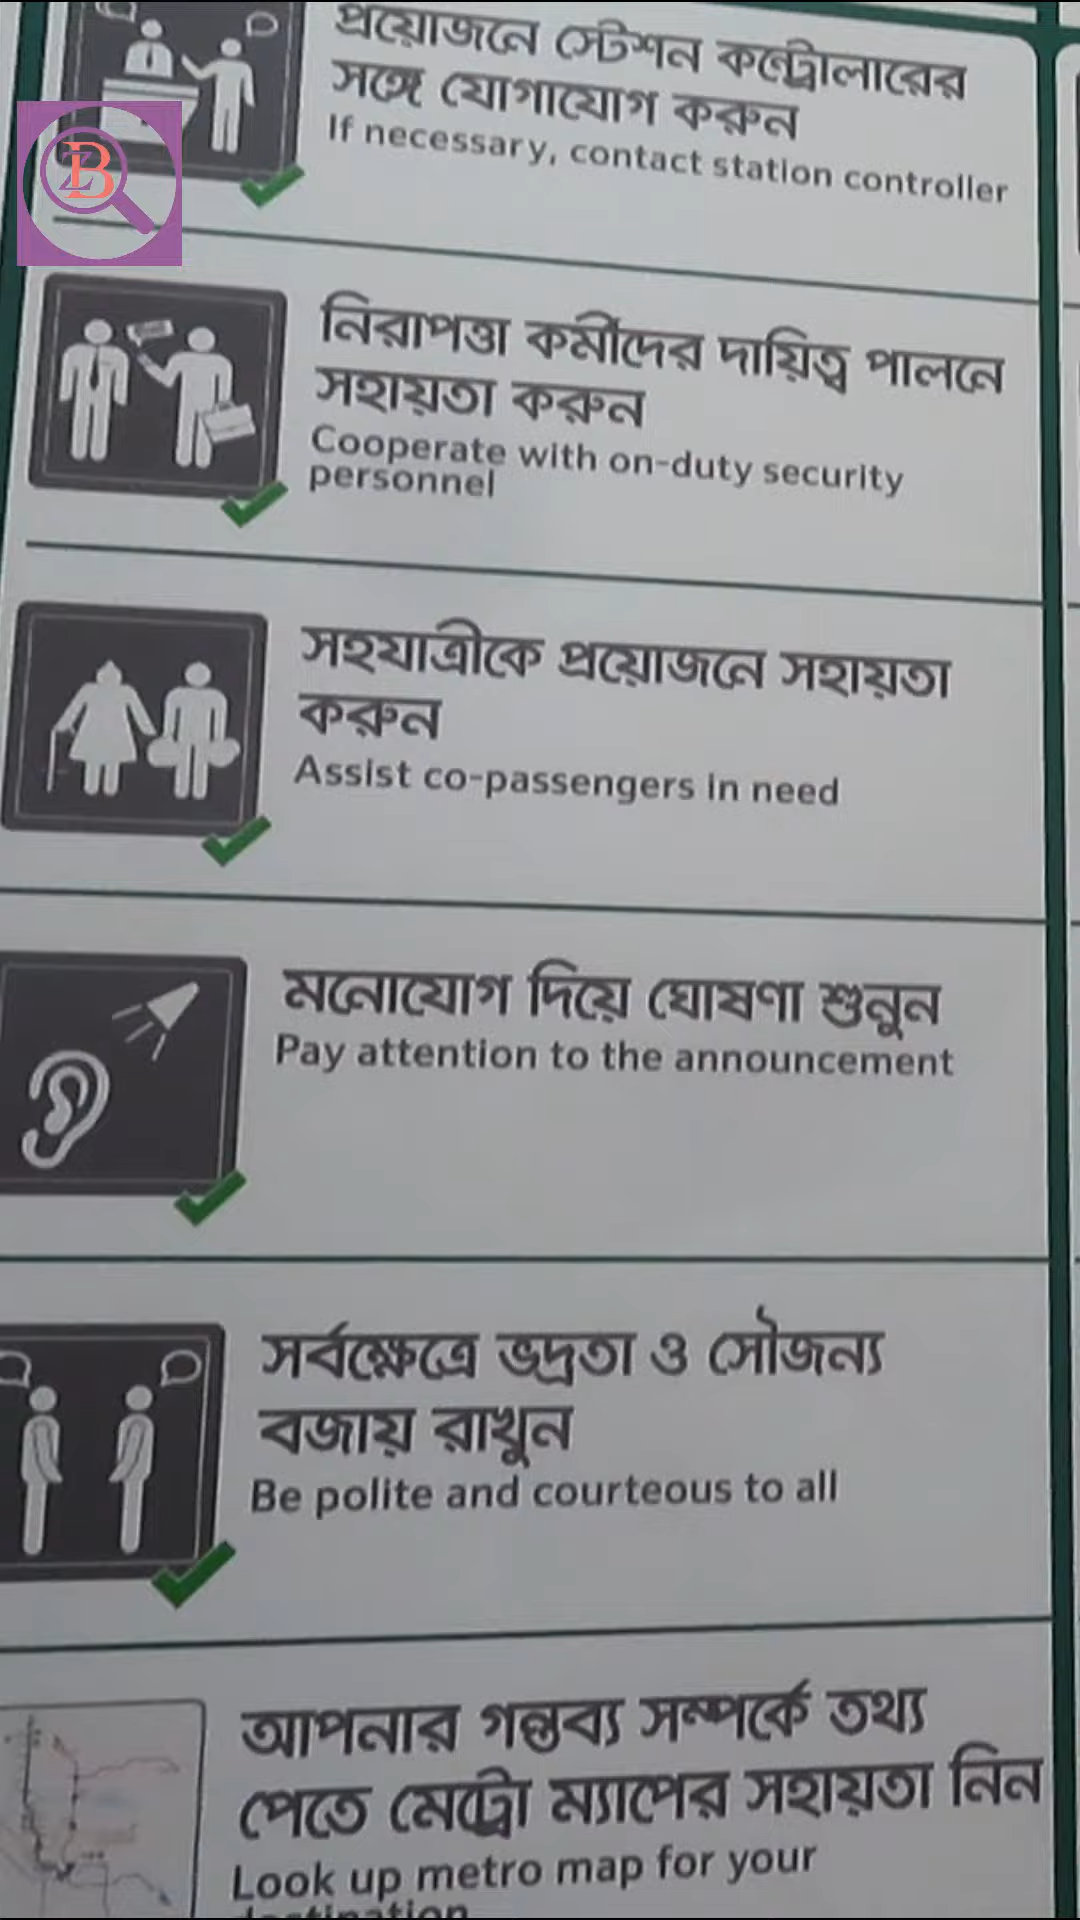 প্রয়োজনে স্টেশন কন্ট্রোলারের
সঙ্গে যোগাযোগ করুন
If necessary, contact station controller
নিরাপত্তা কর্মীদের দায়িত্ব পালনে
সহায়তা করুন
Cooperate with on-duty security
personnel
সহযাত্রীকে প্রয়োজনে সহায়তা
করুন
Assist co-passengers in need
মনোযোগ দিয়ে ঘোষণা শুনুন
Pay attention to the announcement
সর্বক্ষেত্রে ভদ্রতা ও সৌজন্য
বজায় রাখুন
Be polite and courteous to all
আপনার গন্তব্য সম্পর্কে তথ্য
পেতে মেট্রো ম্যাপের সহায়তা নিন
Look up metro map for your
destination